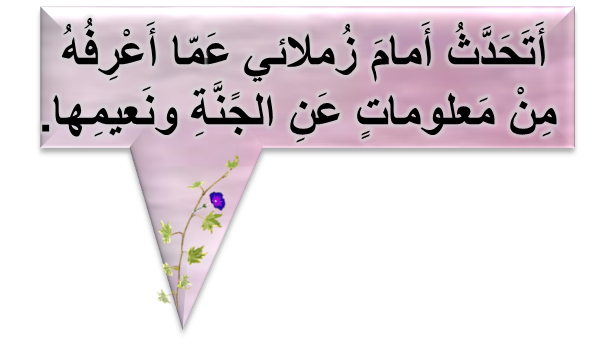 أَتَحَدَّثُ أَمامَ زُملائي عَمّا أَعْرِفُهُ
مِنْ مَعلوماتٍ عَنِ الجًنَّةِ ونَعيمِها.